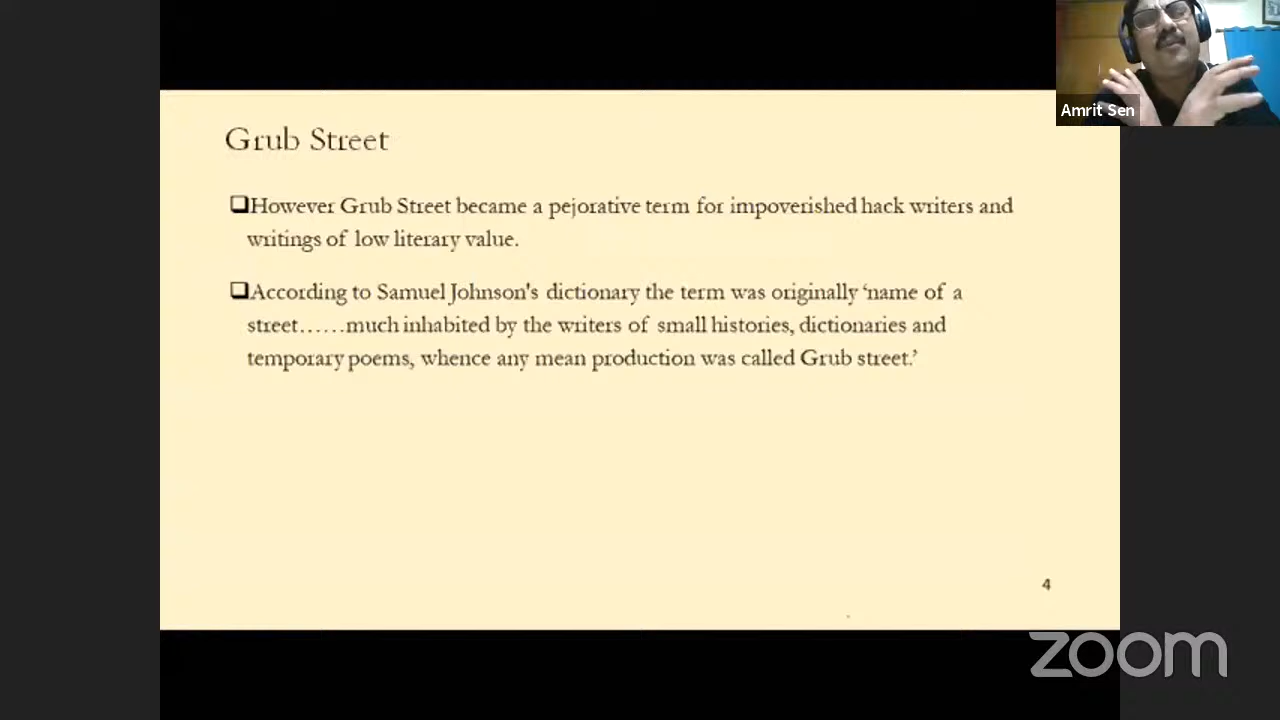 Amrit Sen
Grub Street
❑However Grub Street became a pejorative term for impoverished hack writers and
writings of low literary value.
❑According to Samuel Johnson's dictionary the term was originally ‘name of a
street……much inhabited by the writers of small histories, dictionaries and
temporary poems, whence any mean production was called Grub street.’
4
zoom